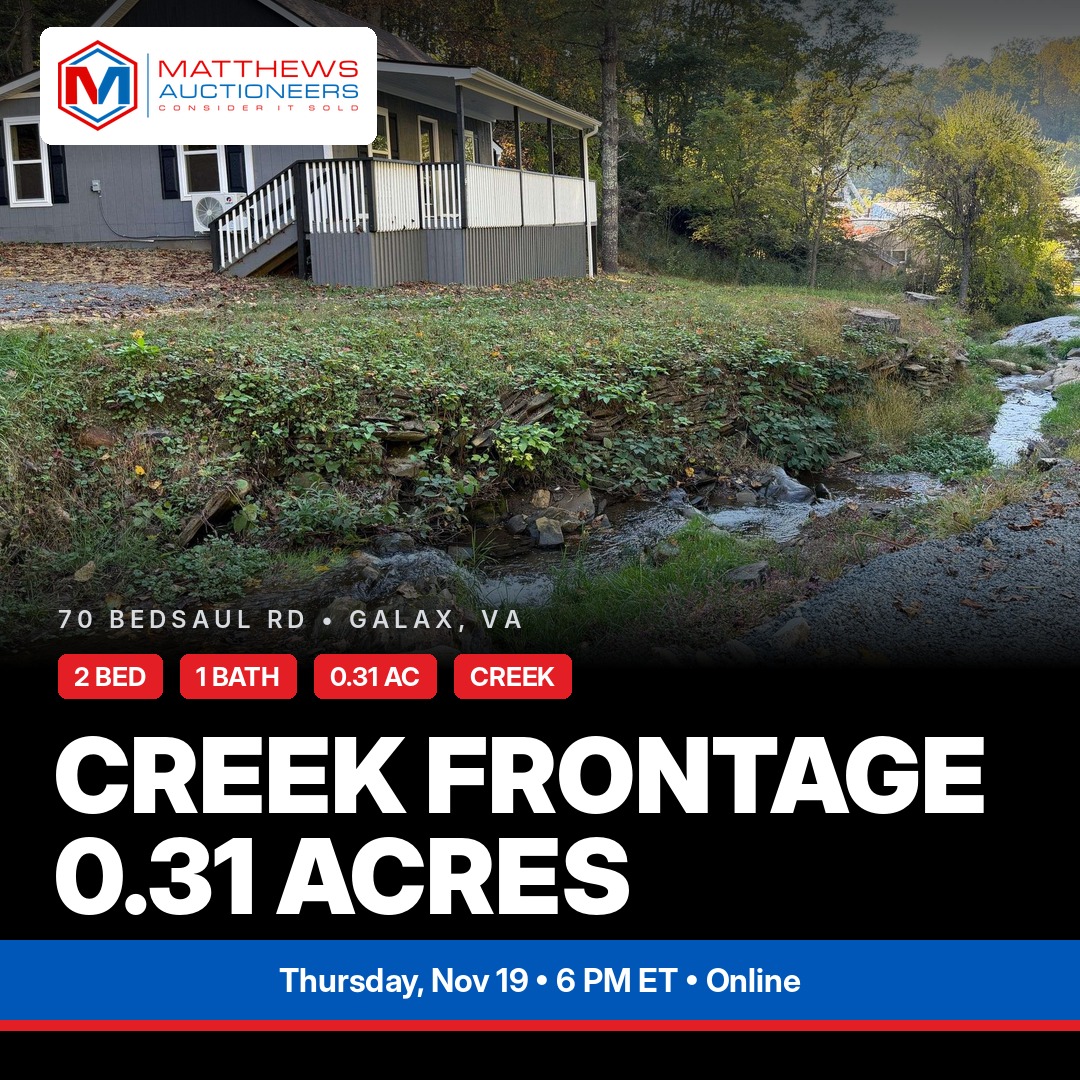 MATTHEWS
AUCTIONEERS
CONSIDER IT SOLD
70 BEDSAUL RD • GALAX, VA
2 BED 1 BATH 0.31 AC CREEK
CREEK FRONTAGE
0.31 ACRES
Thursday, Nov 19 • 6 PM ET • Online